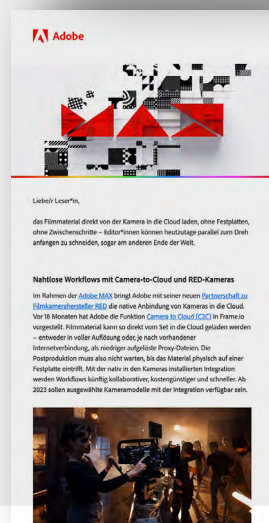 Adobe
MAX
Liebe/r Leser*in,
das Filmmaterial direkt von der Kamera in die Cloud laden, ohne Festplatten,
ohne Zwischenschritte – Editor*innen können heutzutage parallel zum Dreh
anfangen zu schneiden, sogar am anderen Ende der Welt.
Nahtlose Workflows mit Camera-to-Cloud und RED-Kameras
Im Rahmen der Adobe MAX bringt Adobe mit seiner neuen Partnerschaft zu
Filmkamerahersteller RED die native Anbindung von Kameras in die Cloud.
Vor 18 Monaten hat Adobe die Funktion Camera to Cloud (C2C) in Frame.io
vorgestellt. Filmmaterial kann so direkt vom Set in die Cloud geladen werden
– entweder in voller Auflösung oder, je nach vorhandener
Internetverbindung, als niedriger aufgelöste Proxy-Dateien. Die
Postproduktion muss also nicht warten, bis das Material physisch auf einer
Festplatte eintrifft. Mit der nativ in den Kameras installierten Integration
werden Workflows künftig kollaborativer, kostengünstiger und schneller. Ab
2023 sollen ausgewählte Kameramodelle mit der Integration verfügbar sein.